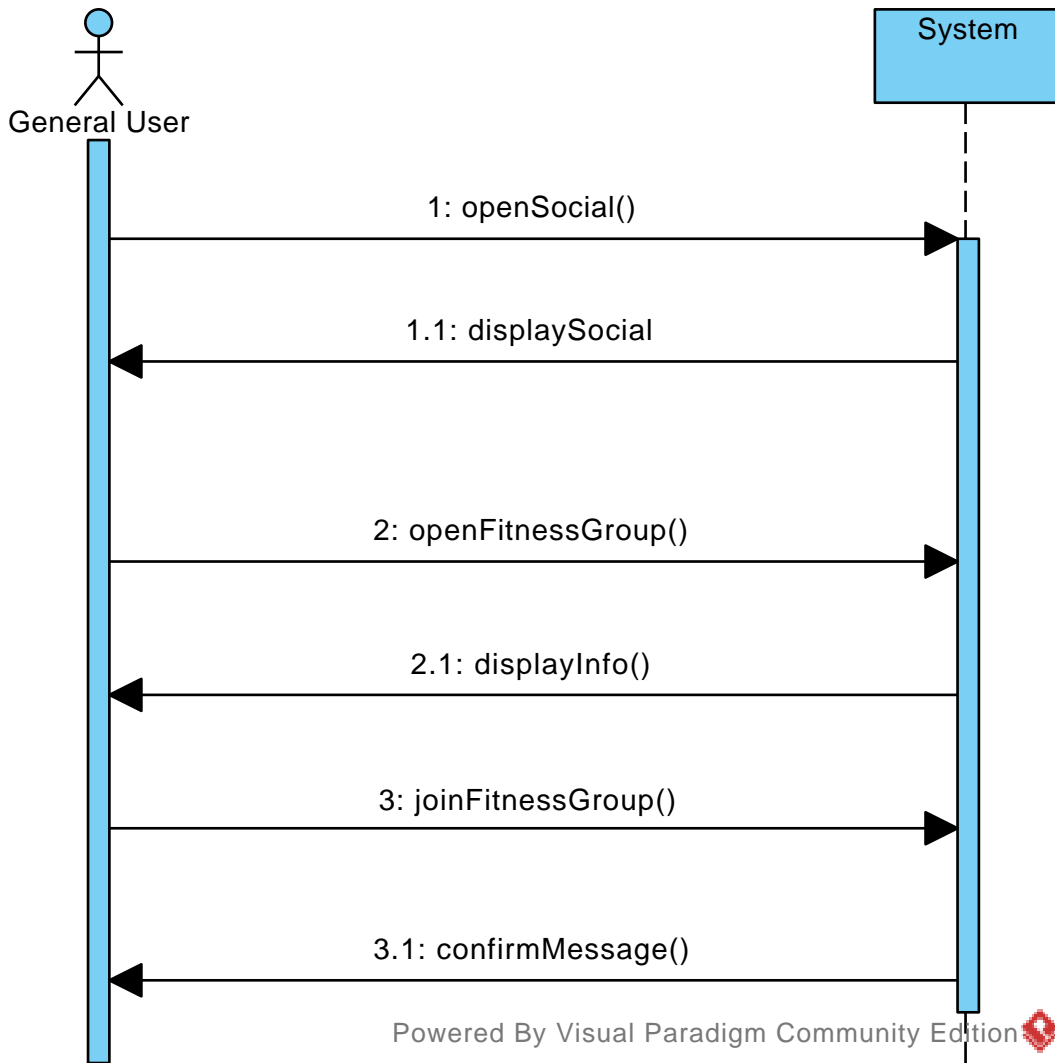 System
General User
1: openSocial()
1.1: displaySocial
2: openFitnessGroup()
2.1: displayInfo()
3: joinFitnessGroup()
3.1: confirmMessage()
Powered By Visual Paradigm Community Edition